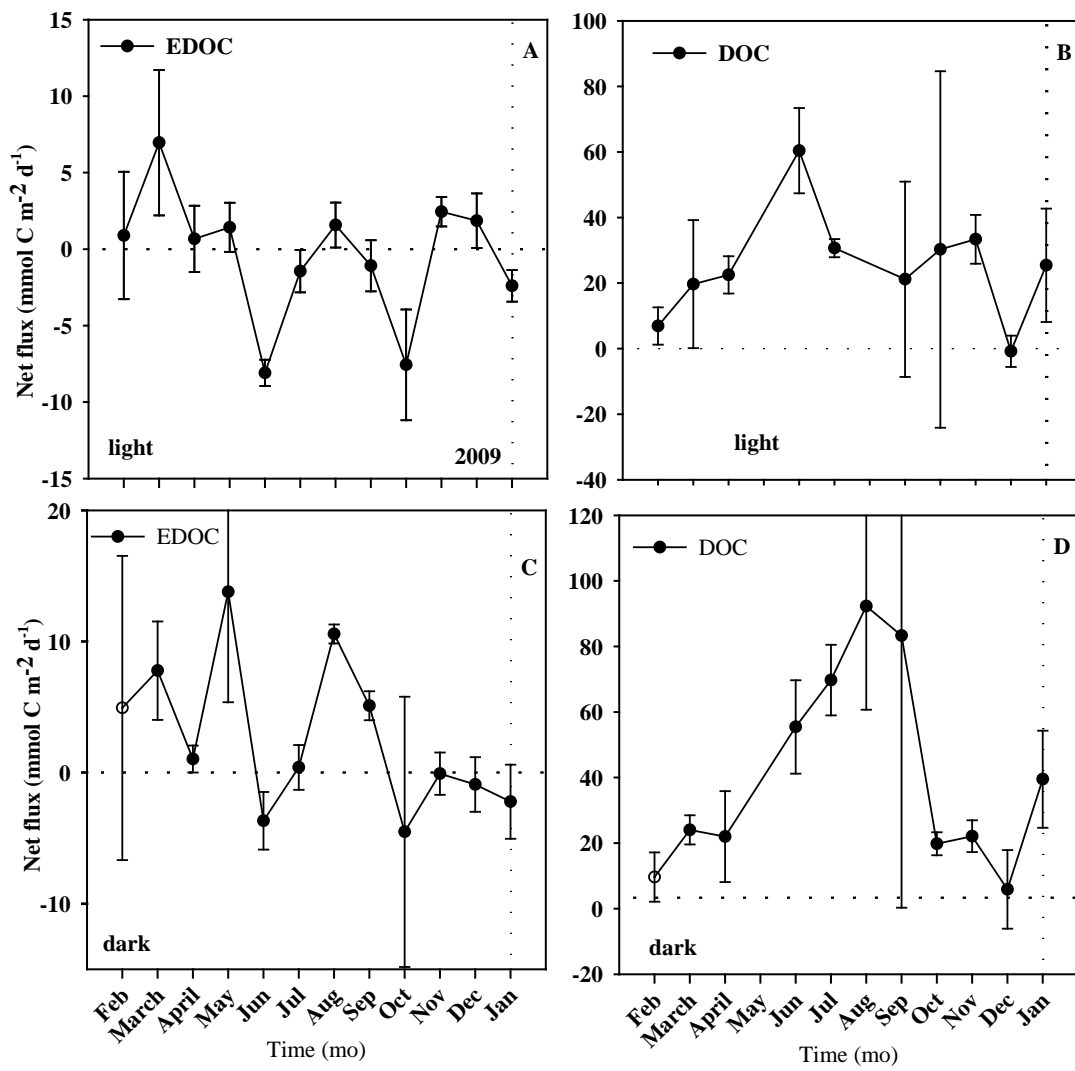 15
10
5
0
-5
-10
-15
Net flux (mmol C m-2 d-1)
EDOC
A
light
2009
100
80
60
40
20
0
-20
-40
DOC
B
light
20
10
0
-10
Net flux (mmol C m-2 d-1)
EDOC
C
dark
Feb
March
April
May
Jun
Jul
Aug
Sep
Oct
Nov
Dec
Jan
Time (mo)
120
100
80
60
40
20
0
-20
DOC
D
dark
Feb
March
April
May
Jun
Jul
Aug
Sep
Oct
Nov
Dec
Jan
Time (mo)